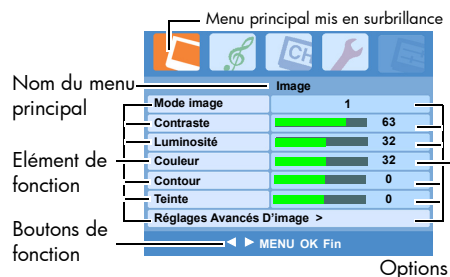 Menu principal mis en surbrillance
CH
Nom du menu principal
Image
Mode image 1
Contraste 63
Luminosité 32
Elément de fonction
Couleur 32
Contour 0
Teinte 0
Réglages Avancés D'image >
Boutons de fonction
◄ ► MENU OK Fin
Options